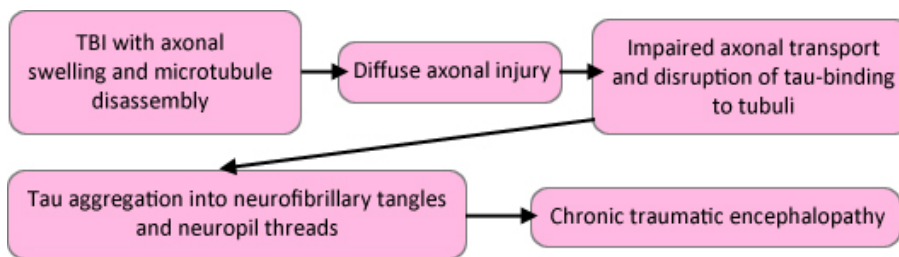 TBI with axonal
swelling and microtubule
disassembly
Diffuse axonal injury
Impaired axonal transport
and disruption of tau-binding
to tubuli
Tau aggregation into neurofibrillary tangles
and neuropil threads
Chronic traumatic encephalopathy